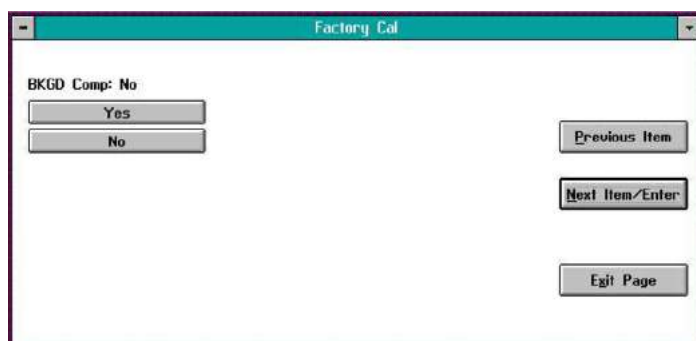 Factory Cal
BKGD Comp: No
Yes
No
Previous Item
Next Item/Enter
Exit Page